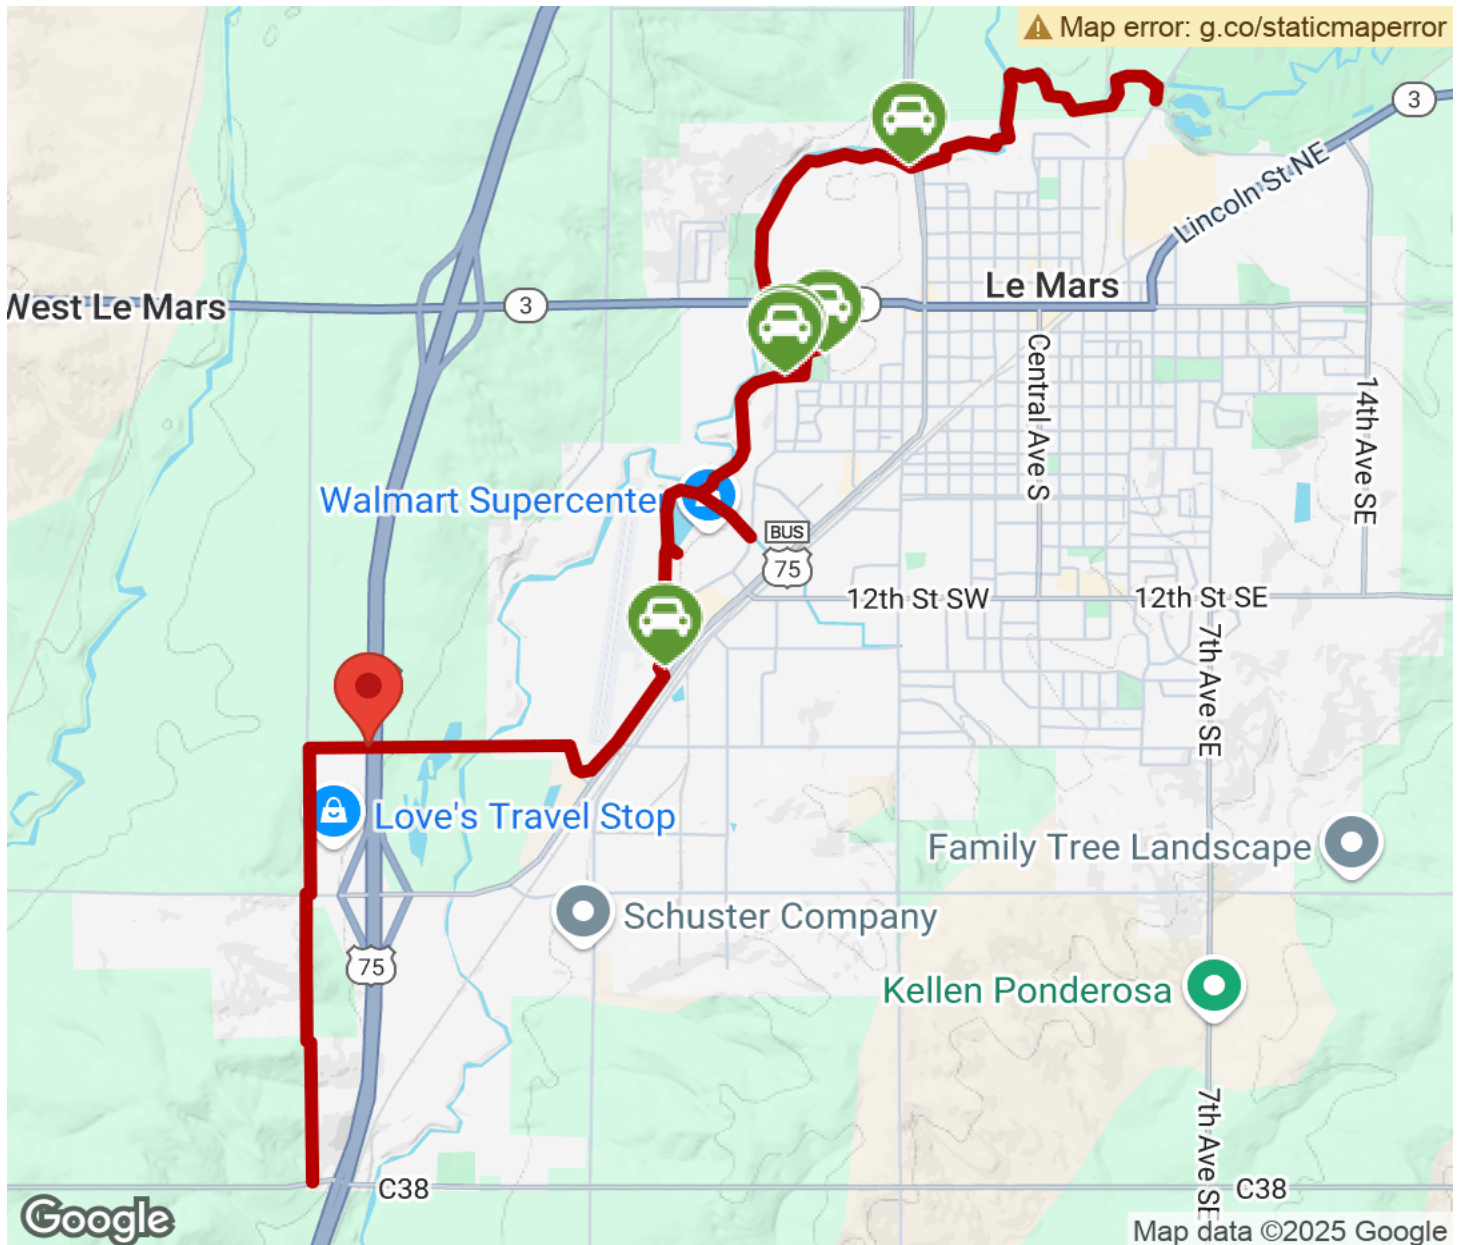 Map error: g.co/staticmaperror
3
Lincoln St NE
West Le Mars
3
Le Mars
Central Ave S
14th Ave SE
Walmart Supercenter
BUS
75
12th St SW
12th St SE
7th Ave SE
Love's Travel Stop
Family Tree Landscape
Schuster Company
75
Kellen Ponderosa
7th Ave SE
C38
C38
Google
Map data ©2025 Google